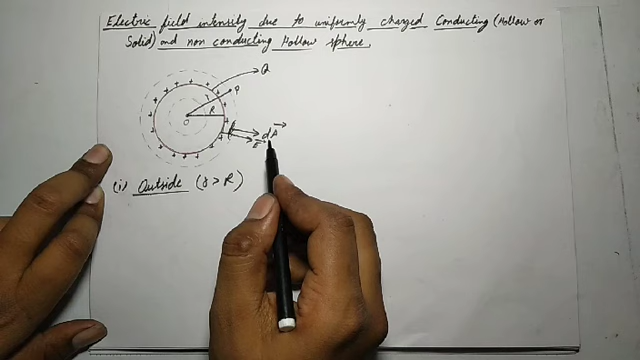 Electric field intensity due to uniformly charged Conducting (Hollow or
Solid) and non conducting Hollow sphere.
Q
P
r
R
O
dA
E
(i) Outside (r > R)